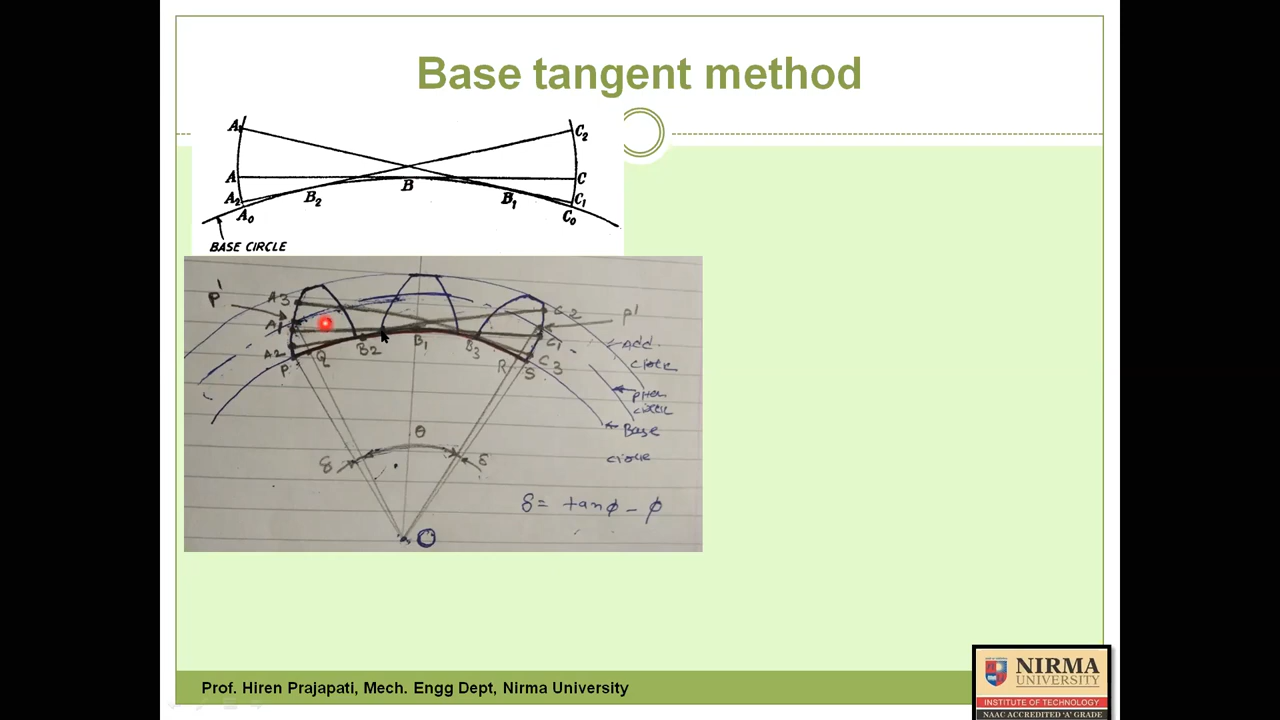 Base tangent method
A₁
C₂
A
B
C
A₂
B₂
B₁
C₁
A₀
C₀
BASE CIRCLE
P'
A3
C2
P'
A1
A2
B2
B1
B3
C1
C3
P
Q
R
S
Add
circle
pitch
circle
Base
circle
θ
δ
δ
δ = tanϕ - ϕ
O
Prof. Hiren Prajapati, Mech. Engg Dept, Nirma University
NIRMA
UNIVERSITY
INSTITUTE OF TECHNOLOGY
NAAC ACCREDITED 'A' GRADE